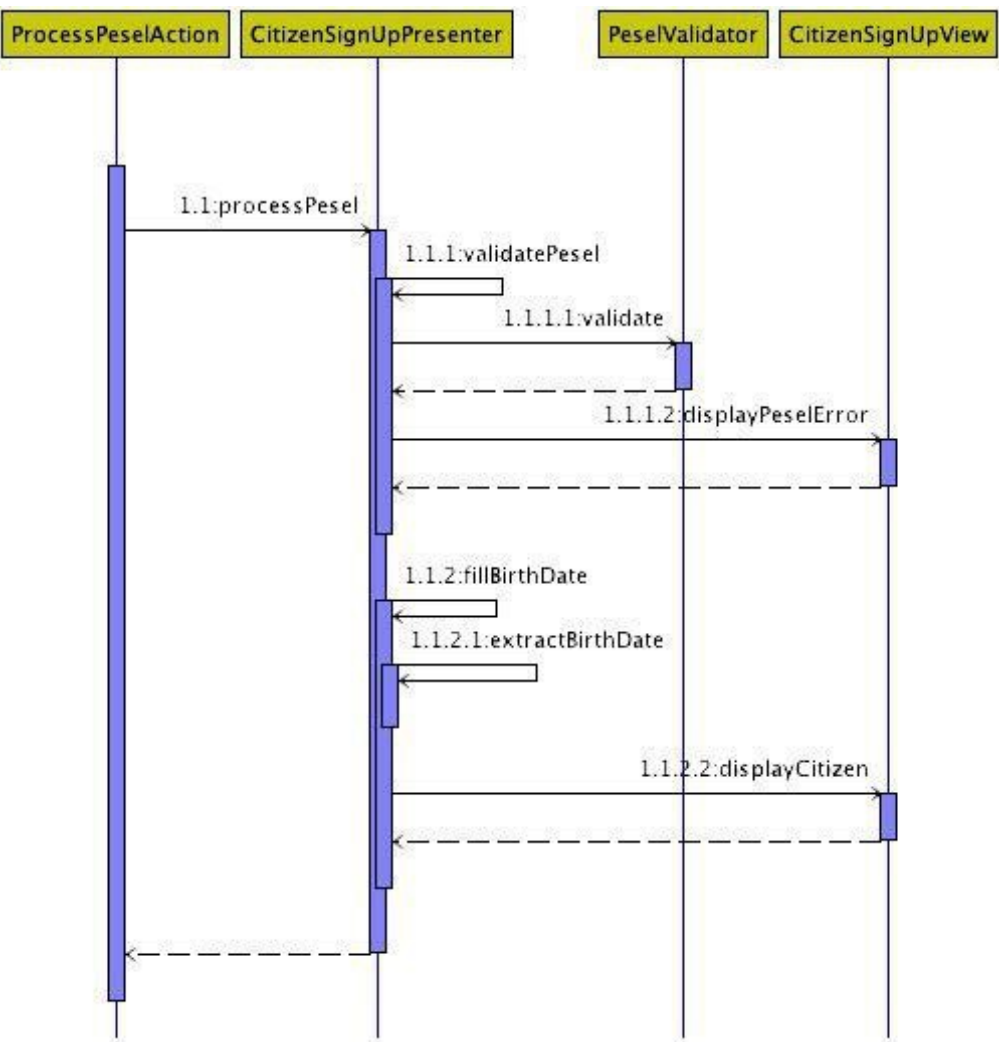 ProcessPeselAction
CitizenSignUpPresenter
PeselValidator
CitizenSignUpView
1.1:processPesel
1.1.1:validatePesel
1.1.1.1:validate
1.1.1.2:displayPeselError
1.1.2:fillBirthDate
1.1.2.1:extractBirthDate
1.1.2.2:displayCitizen